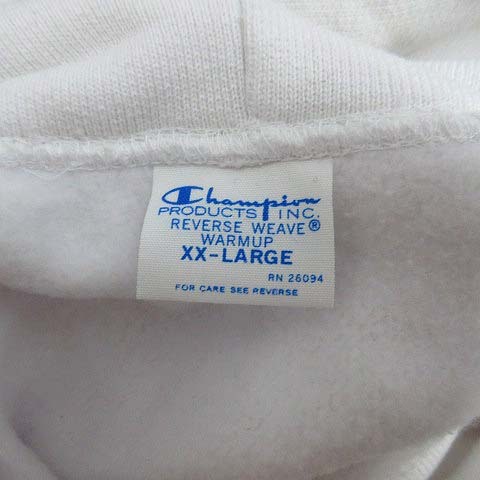 Champion
PRODUCTS INC.
REVERSE WEAVE®
WARMUP
XX-LARGE
RN 26094
FOR CARE SEE REVERSE